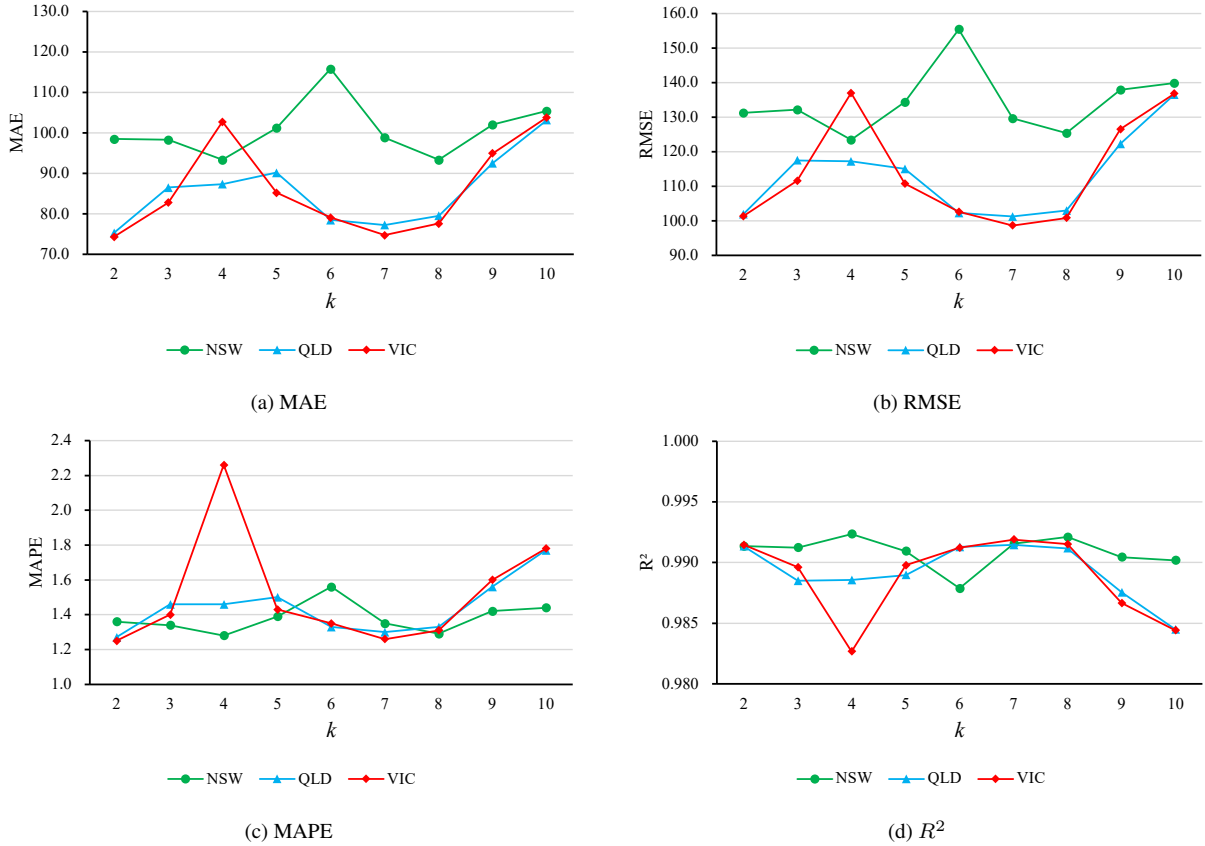 130.0
120.0
110.0
100.0
90.0
80.0
70.0
MAE
2 3 4 5 6 7 8 9 10
k
NSW QLD VIC
(a) MAE
160.0
150.0
140.0
130.0
120.0
110.0
100.0
90.0
RMSE
2 3 4 5 6 7 8 9 10
k
NSW QLD VIC
(b) RMSE
2.4
2.2
2.0
1.8
1.6
1.4
1.2
1.0
MAPE
2 3 4 5 6 7 8 9 10
k
NSW QLD VIC
(c) MAPE
1.000
0.995
0.990
0.985
0.980
R²
2 3 4 5 6 7 8 9 10
k
NSW QLD VIC
(d) R²